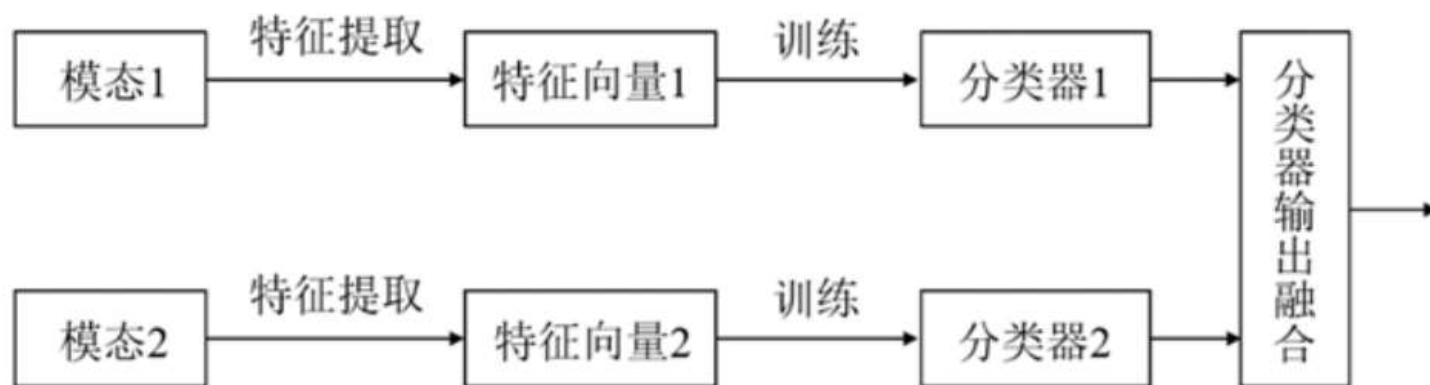 模态1
特征提取
特征向量1
训练
分类器1
模态2
特征提取
特征向量2
训练
分类器2
分类器输出融合